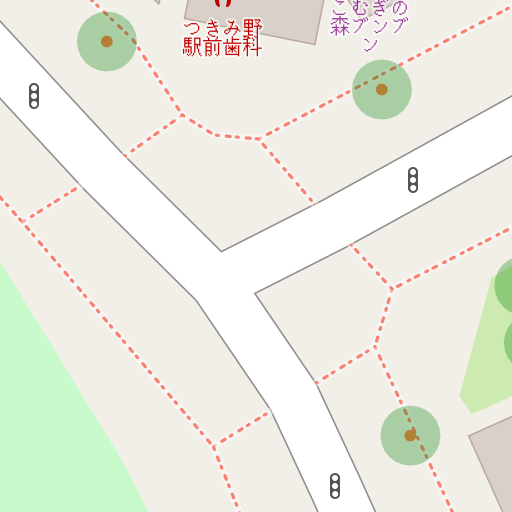 つきみ野
駅前歯科
こむぎの
森ブンブ
ン